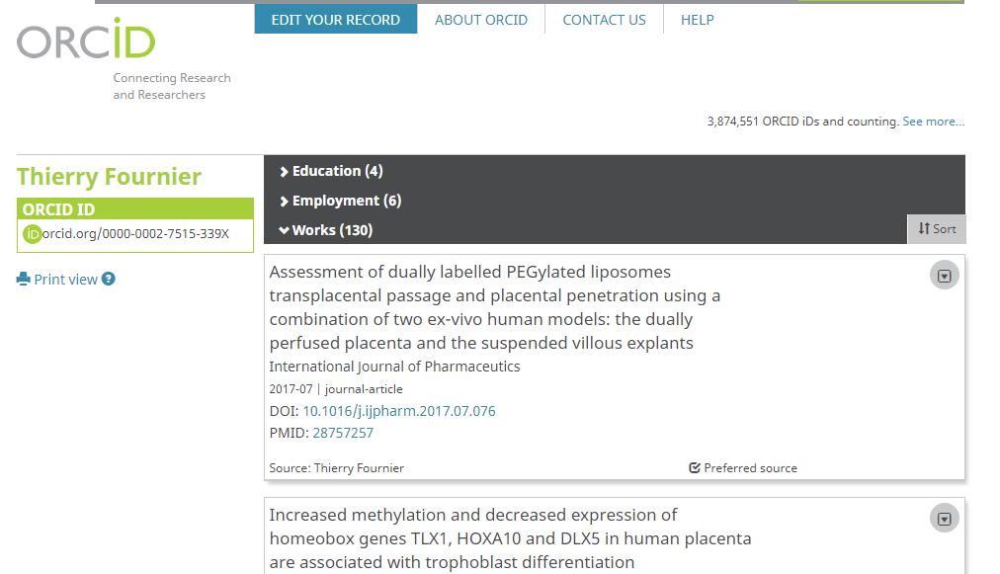 EDIT YOUR RECORD
ABOUT ORCID
CONTACT US
HELP
ORCiD
Connecting Research
and Researchers
3,874,551 ORCID iDs and counting. See more...
Thierry Fournier
ORCID ID
iD orcid.org/0000-0002-7515-339X
Print view ?
Education (4)
Employment (6)
Works (130)
Sort
Assessment of dually labelled PEGylated liposomes
transplacental passage and placental penetration using a
combination of two ex-vivo human models: the dually
perfused placenta and the suspended villous explants
International Journal of Pharmaceutics
2017-07 | journal-article
DOI: 10.1016/j.ijpharm.2017.07.076
PMID: 28757257
Source: Thierry Fournier
Preferred source
Increased methylation and decreased expression of
homeobox genes TLX1, HOXA10 and DLX5 in human placenta
are associated with trophoblast differentiation